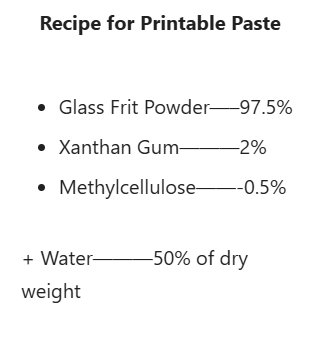 Recipe for Printable Paste
• Glass Frit Powder—–97.5%
• Xanthan Gum———2%
• Methylcellulose——-0.5%
+ Water———50% of dry
weight